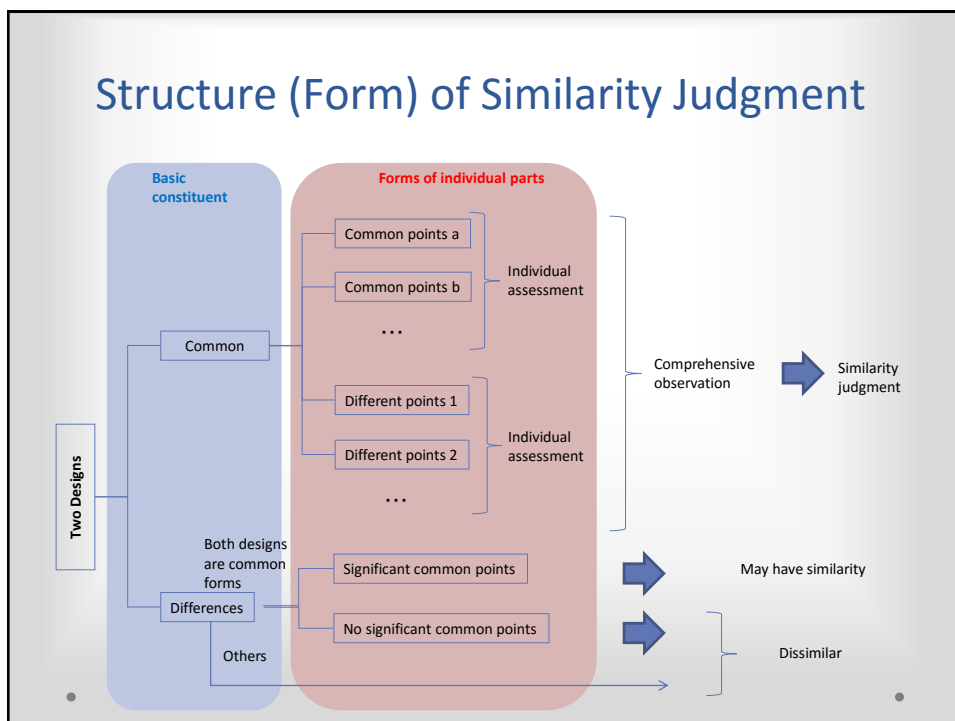 Structure (Form) of Similarity Judgment
Basic
constituent
Forms of individual parts
Common points a
Common points b
...
Individual
assessment
Common
Different points 1
Different points 2
...
Individual
assessment
Comprehensive
observation
Similarity
judgment
Two Designs
Both designs
are common
forms
Differences
Significant common points
No significant common points
May have similarity
Others
Dissimilar